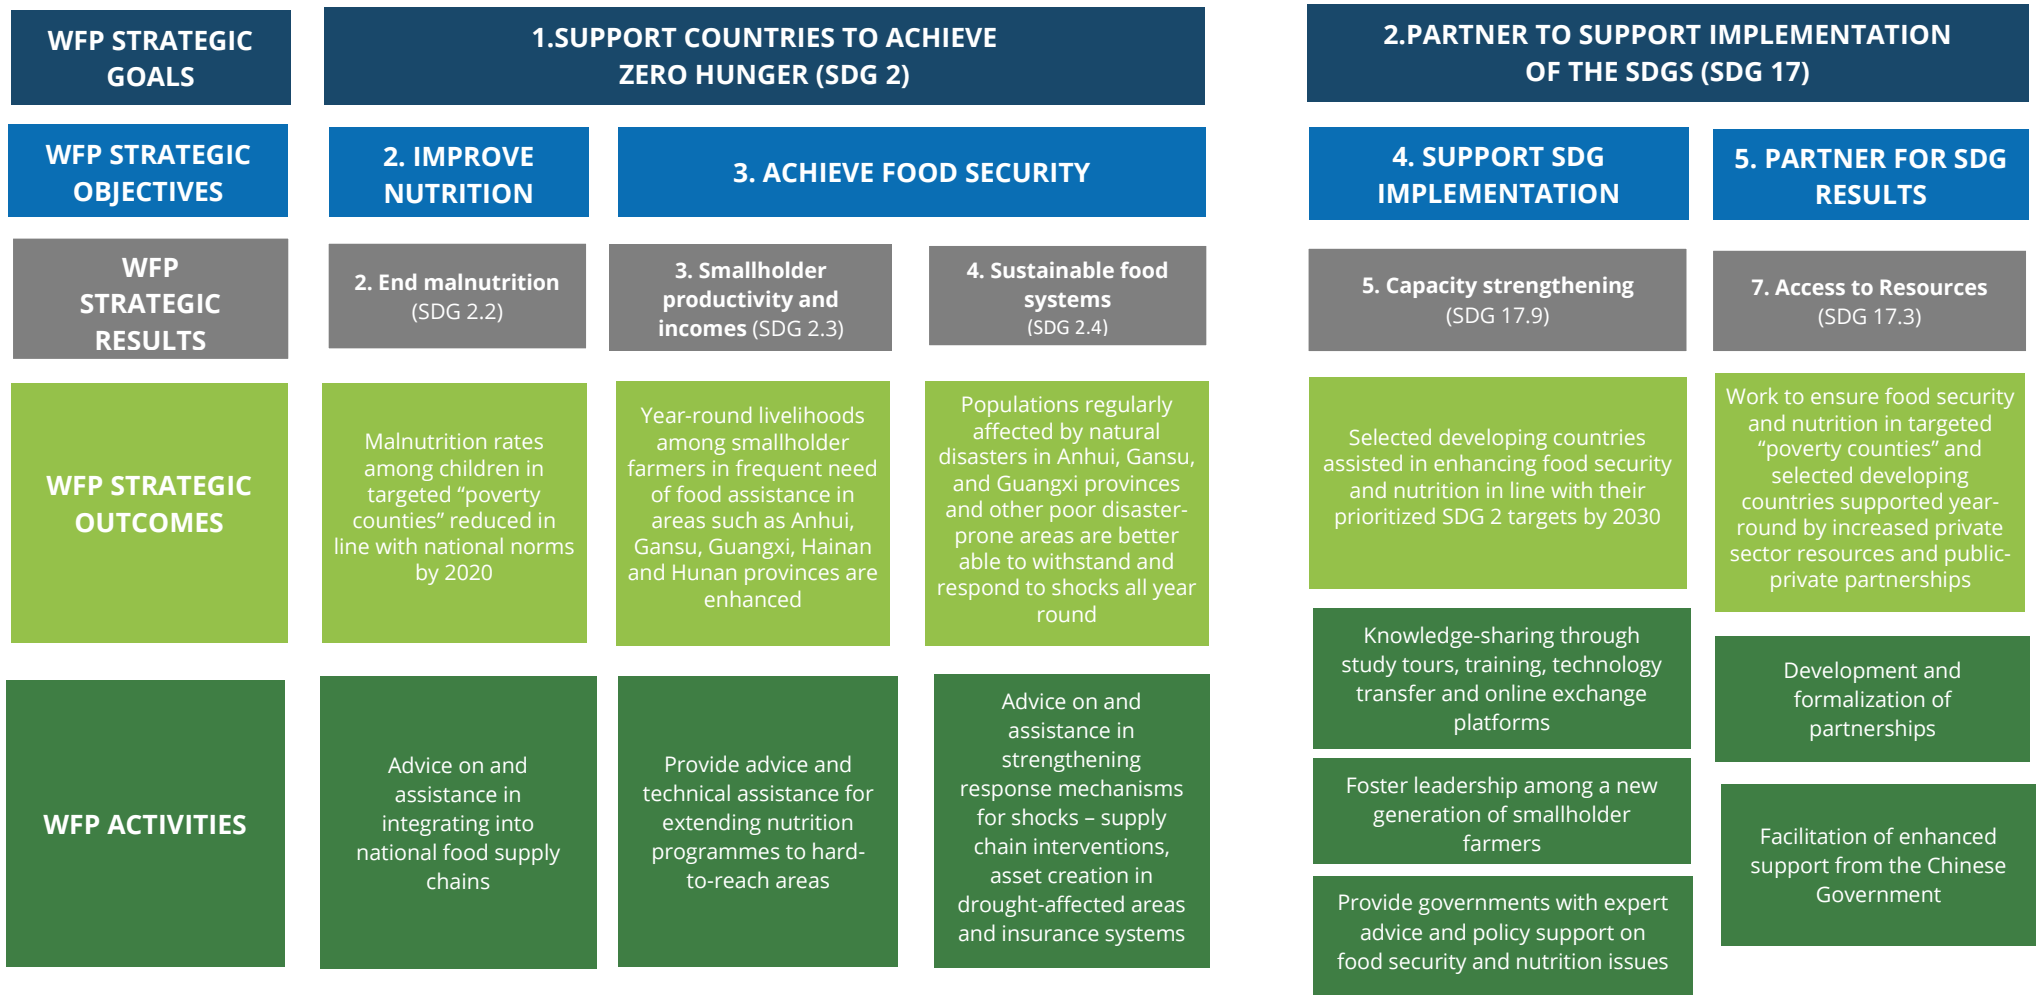 WFP STRATEGIC
GOALS
1.SUPPORT COUNTRIES TO ACHIEVE
ZERO HUNGER (SDG 2)
2.PARTNER TO SUPPORT IMPLEMENTATION
OF THE SDGS (SDG 17)
WFP STRATEGIC
OBJECTIVES
2. IMPROVE
NUTRITION
3. ACHIEVE FOOD SECURITY
4. SUPPORT SDG
IMPLEMENTATION
5. PARTNER FOR SDG
RESULTS
WFP
STRATEGIC
RESULTS
2. End malnutrition
(SDG 2.2)
3. Smallholder
productivity and
incomes (SDG 2.3)
4. Sustainable food
systems
(SDG 2.4)
5. Capacity strengthening
(SDG 17.9)
7. Access to Resources
(SDG 17.3)
WFP STRATEGIC
OUTCOMES
Malnutrition rates
among children in
targeted “poverty
counties” reduced in
line with national norms
by 2020
Year-round livelihoods
among smallholder
farmers in frequent need
of food assistance in
areas such as Anhui,
Gansu, Guangxi, Hainan
and Hunan provinces are
enhanced
Populations regularly
affected by natural
disasters in Anhui, Gansu,
and Guangxi provinces
and other poor disaster-
prone areas are better
able to withstand and
respond to shocks all year
round
Selected developing countries
assisted in enhancing food security
and nutrition in line with their
prioritized SDG 2 targets by 2030
Work to ensure food security
and nutrition in targeted
“poverty counties” and
selected developing
countries supported year-
round by increased private
sector resources and public-
private partnerships
WFP ACTIVITIES
Advice on and
assistance in
integrating into
national food supply
chains
Provide advice and
technical assistance for
extending nutrition
programmes to hard-
to-reach areas
Advice on and
assistance in
strengthening
response mechanisms
for shocks – supply
chain interventions,
asset creation in
drought-affected areas
and insurance systems
Knowledge-sharing through
study tours, training, technology
transfer and online exchange
platforms
Foster leadership among a new
generation of smallholder
farmers
Provide governments with expert
advice and policy support on
food security and nutrition issues
Development and
formalization of
partnerships
Facilitation of enhanced
support from the Chinese
Government